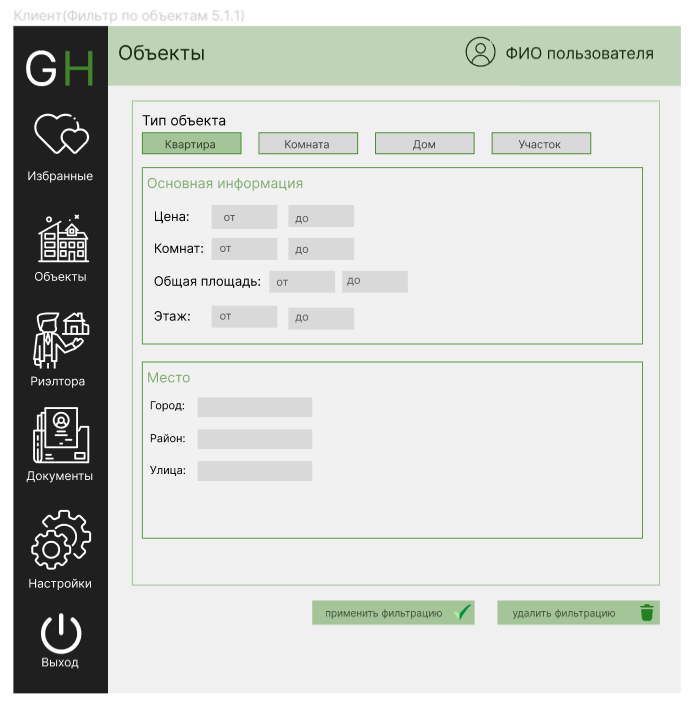 Клиент(Фильтр по объектам 5.1.1)
GH
Объекты
ФИО пользователя
Избранные
Объекты
Риэлтора
Документы
Настройки
Выход
Тип объекта
Квартира Комната Дом Участок
Основная информация
Цена: от до
Комнат: от до
Общая площадь: от до
Этаж: от до
Место
Город:
Район:
Улица:
применить фильтрацию удалить фильтрацию